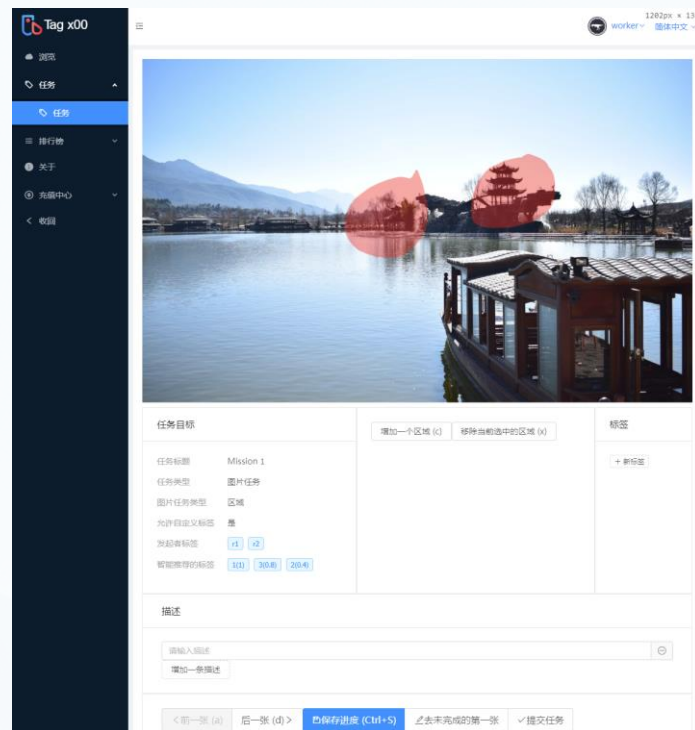 Tag x00
1202px × 13
worker
简体中文
浏览
任务
任务
排行榜
关于
充值中心
收回
任务目标
增加一个区域 (c)
移除当前选中的区域 (x)
标签
任务标题 Mission 1
+ 新标签
任务类型 图片任务
图片任务类型 区域
允许自定义标签 是
发起者标签 r1 r2
智能推荐的标签 1(1) 3(0.8) 2(0.4)
描述
请输入描述
增加一条描述
<前一张 (a)
后一张 (d) >
保存进度 (Ctrl+S)
去未完成的第一张
提交任务